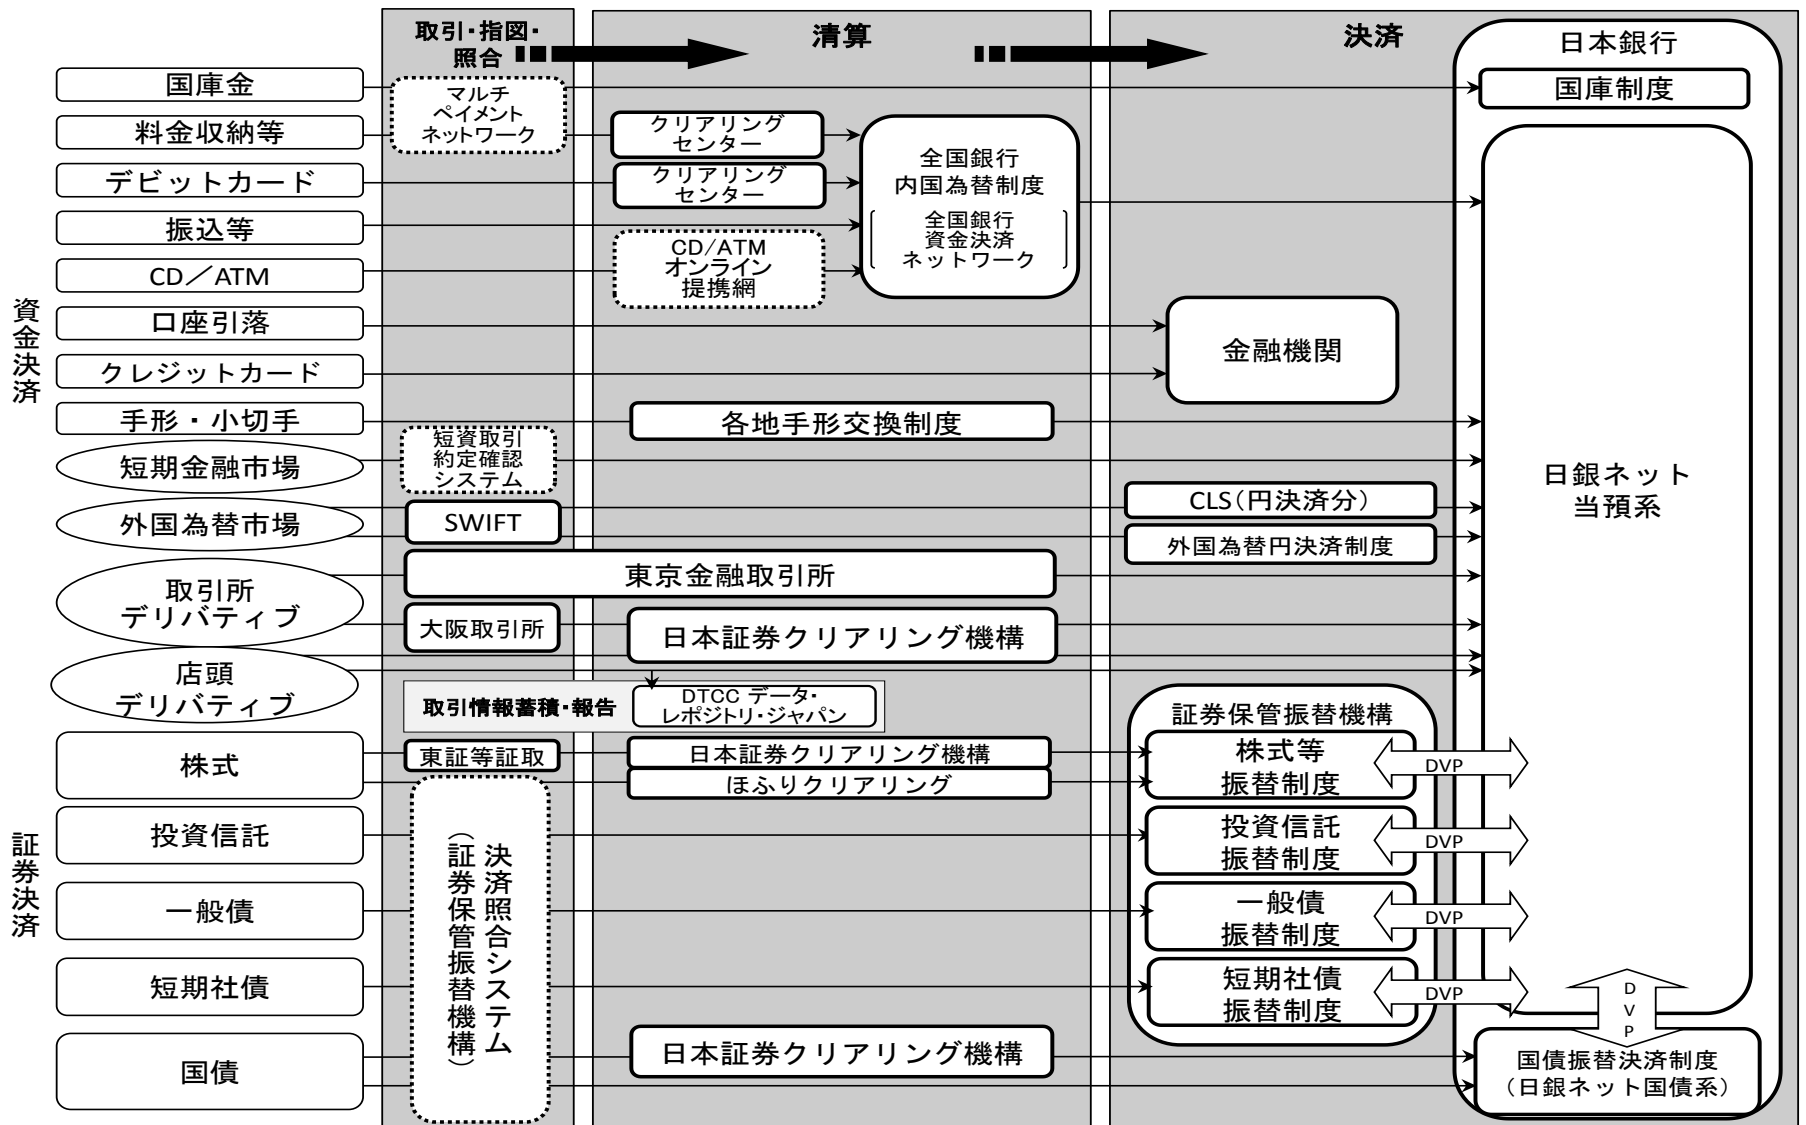 取引・指図・
照合
清算
決済
日本銀行
国庫制度
日銀ネット
当預系
資金決済
国庫金
料金収納等
デビットカード
振込等
CD／ATM
口座引落
クレジットカード
手形・小切手
短期金融市場
外国為替市場
取引所
デリバティブ
店頭
デリバティブ
マルチ
ペイメント
ネットワーク
クリアリング
センター
クリアリング
センター
CD/ATM
オンライン
提携網
全国銀行
内国為替制度
全国銀行
資金決済
ネットワーク
金融機関
各地手形交換制度
短資取引
約定確認
システム
SWIFT
CLS（円決済分）
外国為替円決済制度
東京金融取引所
大阪取引所
日本証券クリアリング機構
取引情報蓄積・報告
DTCC データ・
レポジトリ・ジャパン
証券決済
株式
投資信託
一般債
短期社債
国債
東証等証取
日本証券クリアリング機構
ほふりクリアリング
決済照合システム
（証券保管振替機構）
日本証券クリアリング機構
証券保管振替機構
株式等
振替制度
DVP
投資信託
振替制度
DVP
一般債
振替制度
DVP
短期社債
振替制度
DVP
DVP
国債振替決済制度
（日銀ネット国債系）